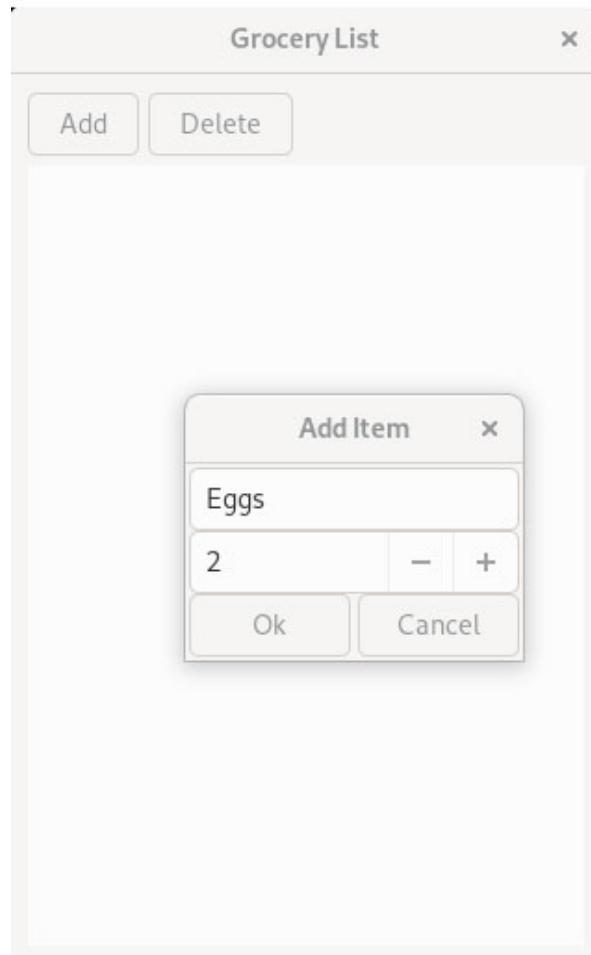 Grocery List ×
Add Delete
Add Item ×
Eggs
2 − +
Ok Cancel